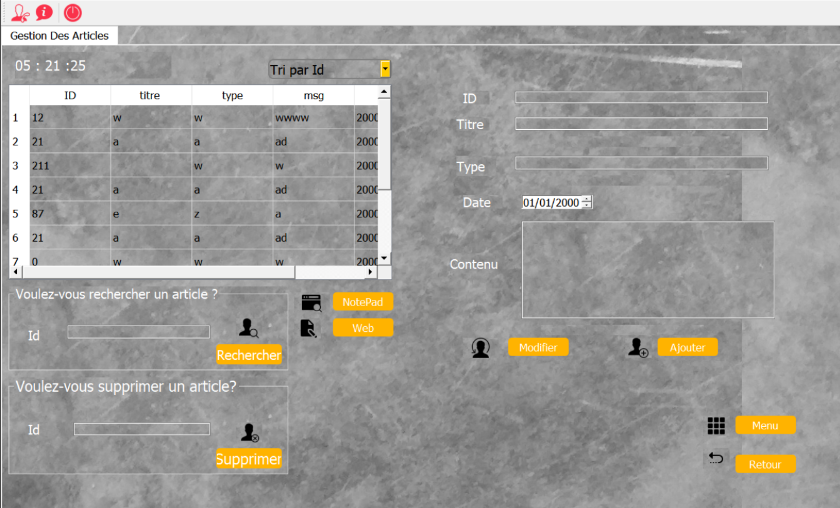 Gestion Des Articles
05 : 21 :25
Tri par Id
ID titre type msg
1 12 w w wwww 2000
2 21 a a ad 2000
3 211 w w 2000
4 21 a a ad 2000
5 87 e z a 2000
6 21 a a ad 2000
7 0 w w w 2000
Voulez-vous rechercher un article ?
Id
Rechercher
NotePad
Web
Voulez-vous supprimer un article?
Id
Supprimer
ID
Titre
Type
Date 01/01/2000
Contenu
Modifier
Ajouter
Menu
Retour